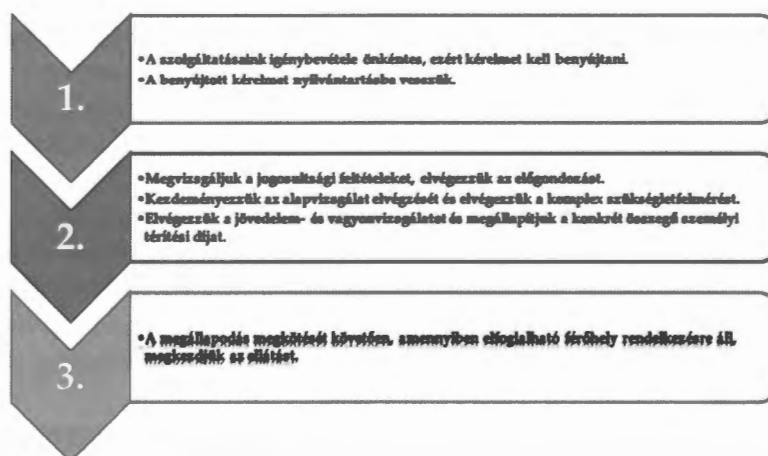 1.
•A szolgáltatásaink igénybevétele önkéntes, ezért kérelmet kell benyújtani.
•A benyújtott kérelmet nyilvántartásba vesszük.
2.
•Megvizsgáljuk a jogosultsági feltételeket, elvégezzük az előgondozást.
•Kezdeményezzük az alapvizsgálat elvégzését és elvégezzük a komplex szükségletfelmérést.
•Elvégezzük a jövedelem- és vagyonvizsgálatot és megállapítjuk a konkrét összegű személyi
térítési díjat.
3.
•A megállapodás megkötését követően, amennyiben elfoglalható férőhely rendelkezésre áll,
megkezdjük az ellátást.